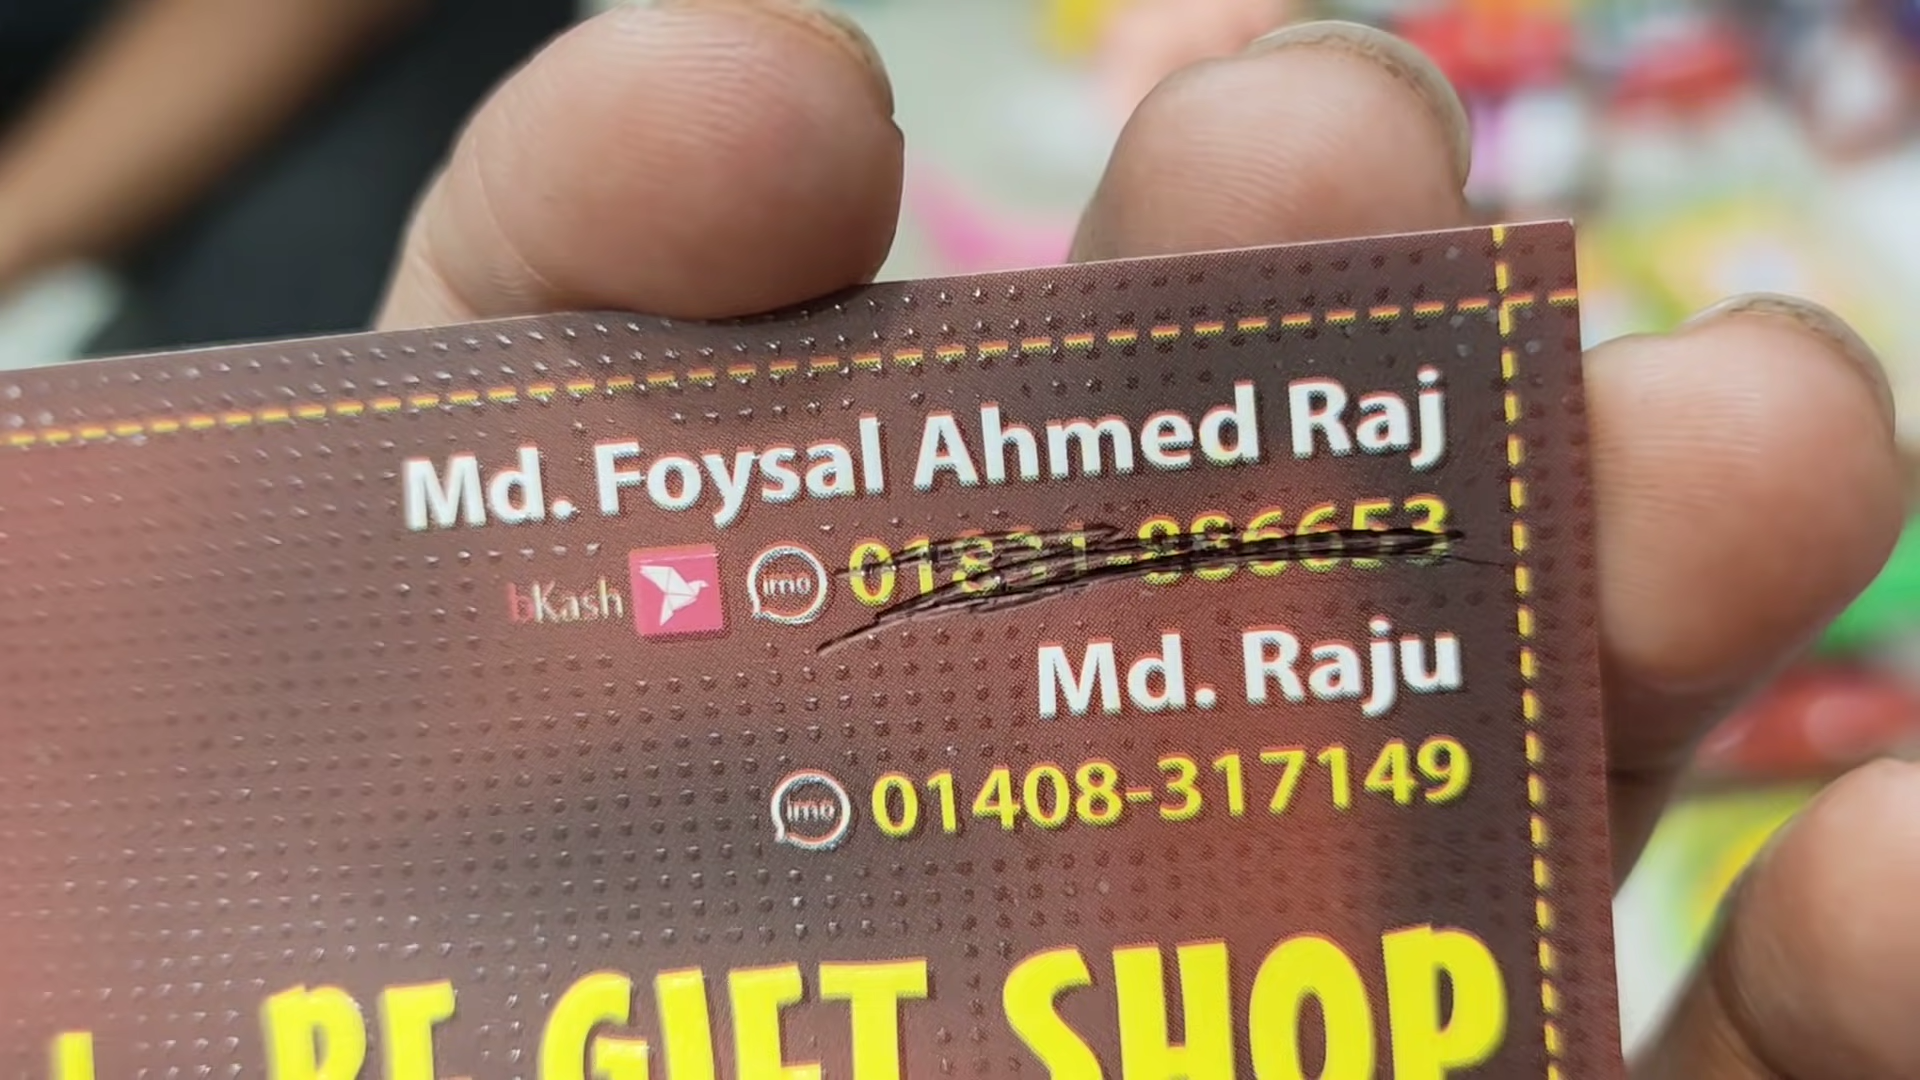 Md. Foysal Ahmed Raj
bKash imo
Md. Raju
imo 01408-317149
GIFT SHOP